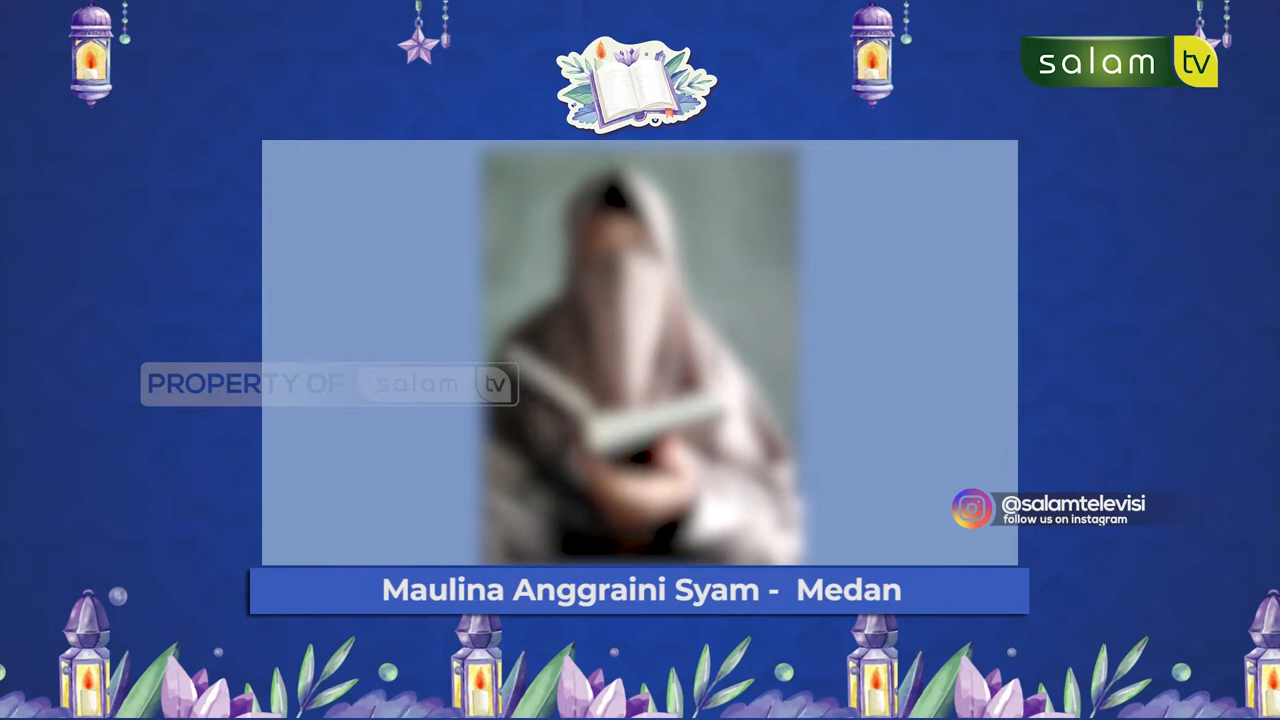 salam tv
PROPERTY OF salam tv
@salamtelevisi
follow us on instagram
Maulina Anggraini Syam - Medan